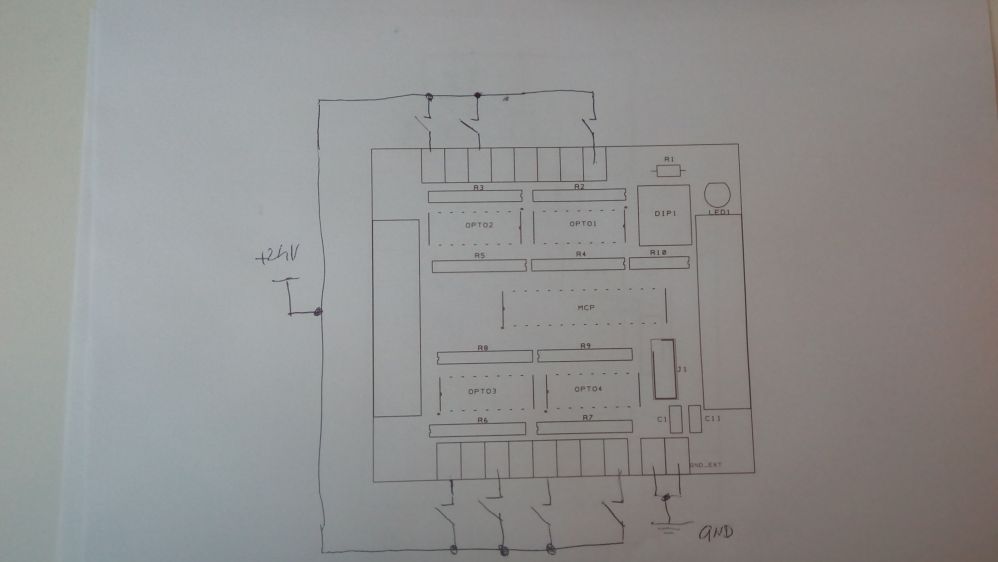 R1
R3 R2
LED1
OPTO2 OPTO1 DIP1
+24V
R5 R4 R10
MCP
R8 R9
J1
OPTO3 OPTO4
C1 C11
R6 R7
GND_EXT
GND